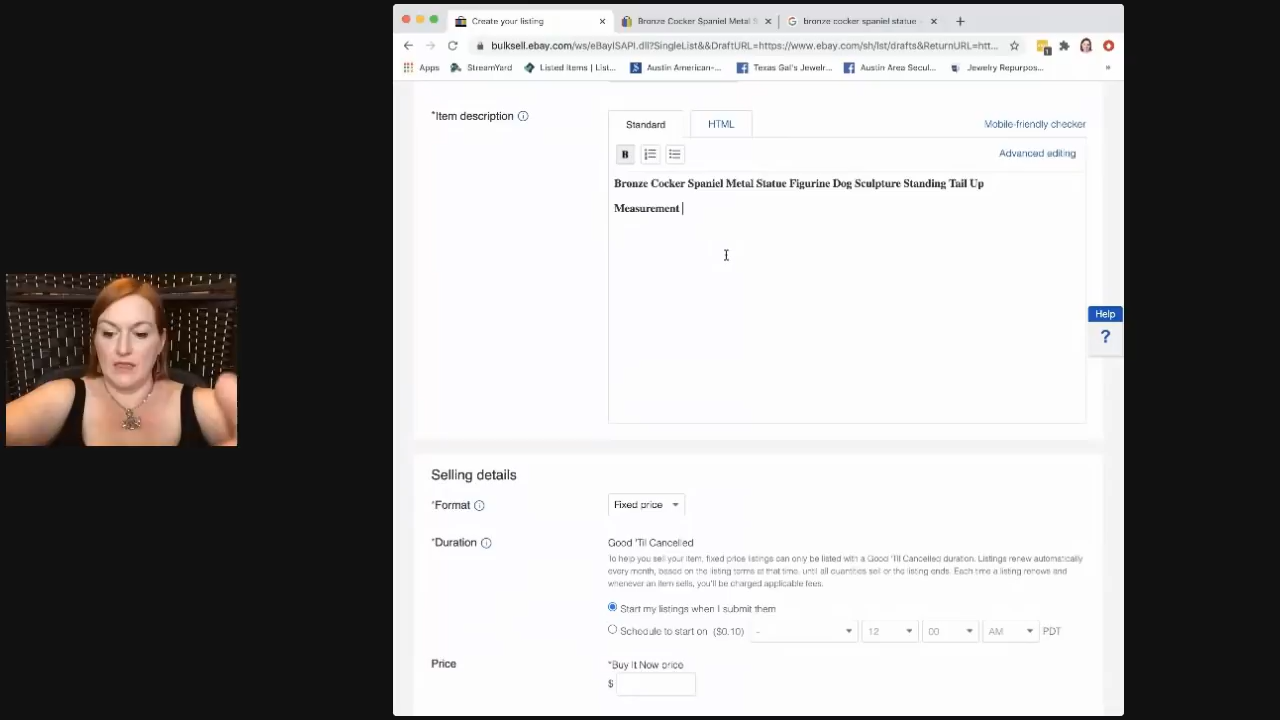 Create your listing
Bronze Cocker Spaniel Metal S
bronze cocker spaniel statue -
bulksell.ebay.com/ws/eBayISAPI.dll?SingleList&&DraftURL=https://www.ebay.com/sh/lst/drafts&ReturnURL=htt...
Apps
StreamYard
Listed Items | List...
Austin American-...
Texas Gal's Jewelr...
Austin Area Secul...
Jewelry Repurpos...
»
*Item description
Standard
HTML
Mobile-friendly checker
B
Advanced editing
Bronze Cocker Spaniel Metal Statue Figurine Dog Sculpture Standing Tail Up
Measurement
Help
?
Selling details
*Format
Fixed price
*Duration
Good 'Til Cancelled
To help you sell your item, fixed price listings can only be listed with a Good 'Til Cancelled duration. Listings renew automatically
every month, based on the listing terms at that time, until all quantities sell or the listing ends. Each time a listing renews and
whenever an item sells, you'll be charged applicable fees.
Start my listings when I submit them
Schedule to start on ($0.10)
-
12
00
AM
PDT
Price
*Buy It Now price
$